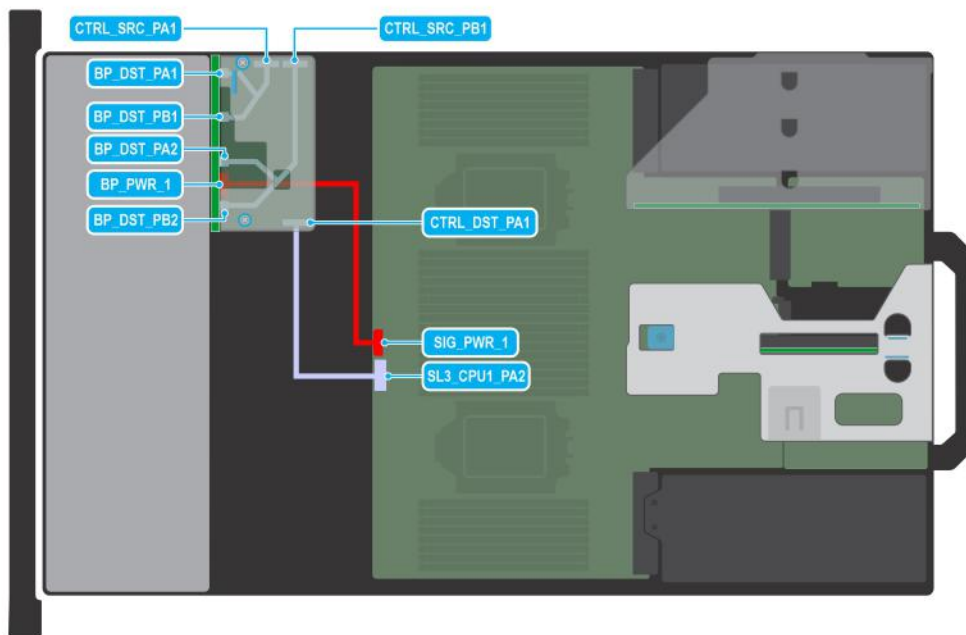 CTRL_SRC_PA1
CTRL_SRC_PB1
BP_DST_PA1
BP_DST_PB1
BP_DST_PA2
BP_PWR_1
BP_DST_PB2
CTRL_DST_PA1
SIG_PWR_1
SL3_CPU1_PA2